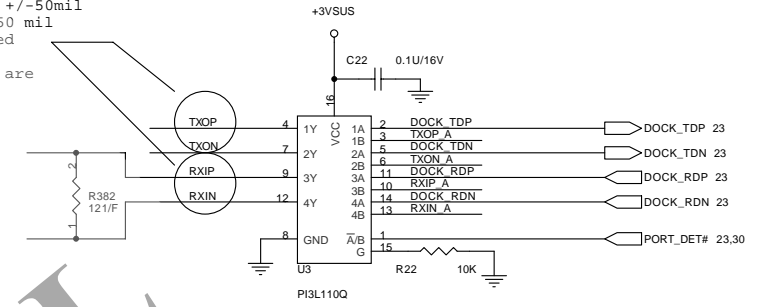 +/-50mil
50 mil
ed
are
+3VSUS
C22 0.1U/16V
16
VCC
TXOP 4 1Y 1A 2 DOCK_TDP DOCK_TDP 23
1B 3 TXOP_A
TXON 7 2Y 2A 5 DOCK_TDN DOCK_TDN 23
2B 6 TXON_A
RXIP 9 3Y 3A 11 DOCK_RDP DOCK_RDP 23
3B 10 RXIP_A
RXIN 12 4Y 4A 14 DOCK_RDN DOCK_RDN 23
4B 13 RXIN_A
2
R382
121/F
1
8 GND A/B 1 PORT_DET# 23,30
G 15
R22 10K
U3
PI3L110Q